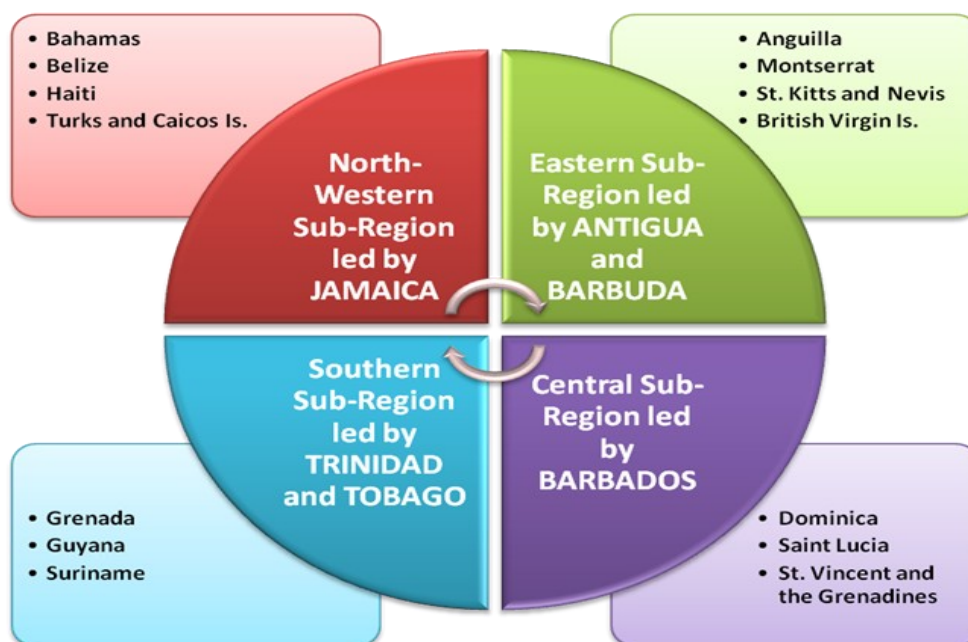 • Bahamas
• Belize
• Haiti
• Turks and Caicos Is.
North-
Western
Sub-Region
led by
JAMAICA
Eastern Sub-
Region led
by ANTIGUA
and
BARBUDA
• Anguilla
• Montserrat
• St. Kitts and Nevis
• British Virgin Is.
Southern
Sub-Region
led by
TRINIDAD
and TOBAGO
• Grenada
• Guyana
• Suriname
Central Sub-
Region led
by
BARBADOS
• Dominica
• Saint Lucia
• St. Vincent and
the Grenadines